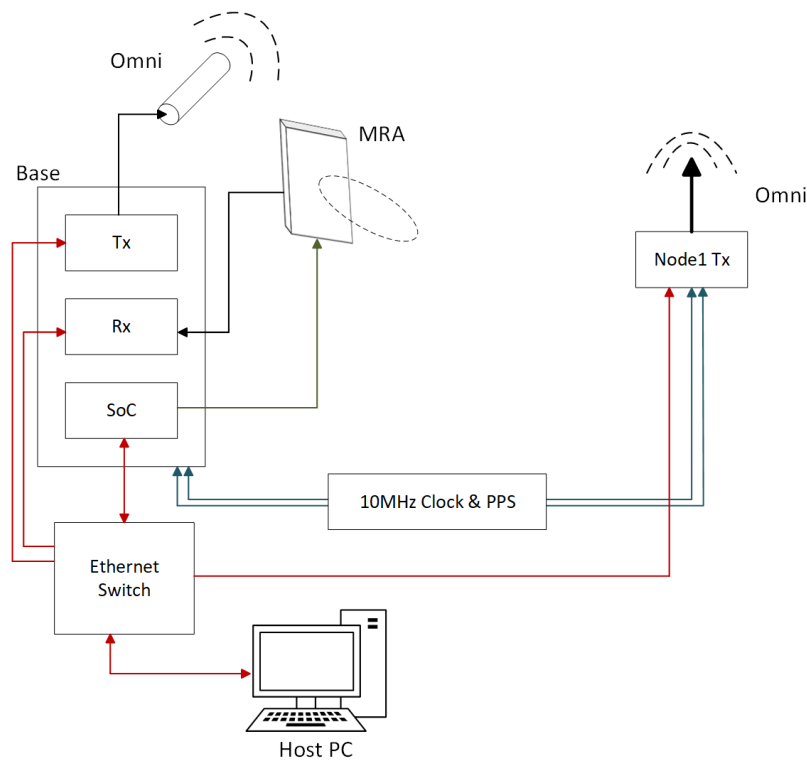 Omni
MRA
Base
Omni
Tx
Node1 Tx
Rx
SoC
10MHz Clock & PPS
Ethernet
Switch
Host PC